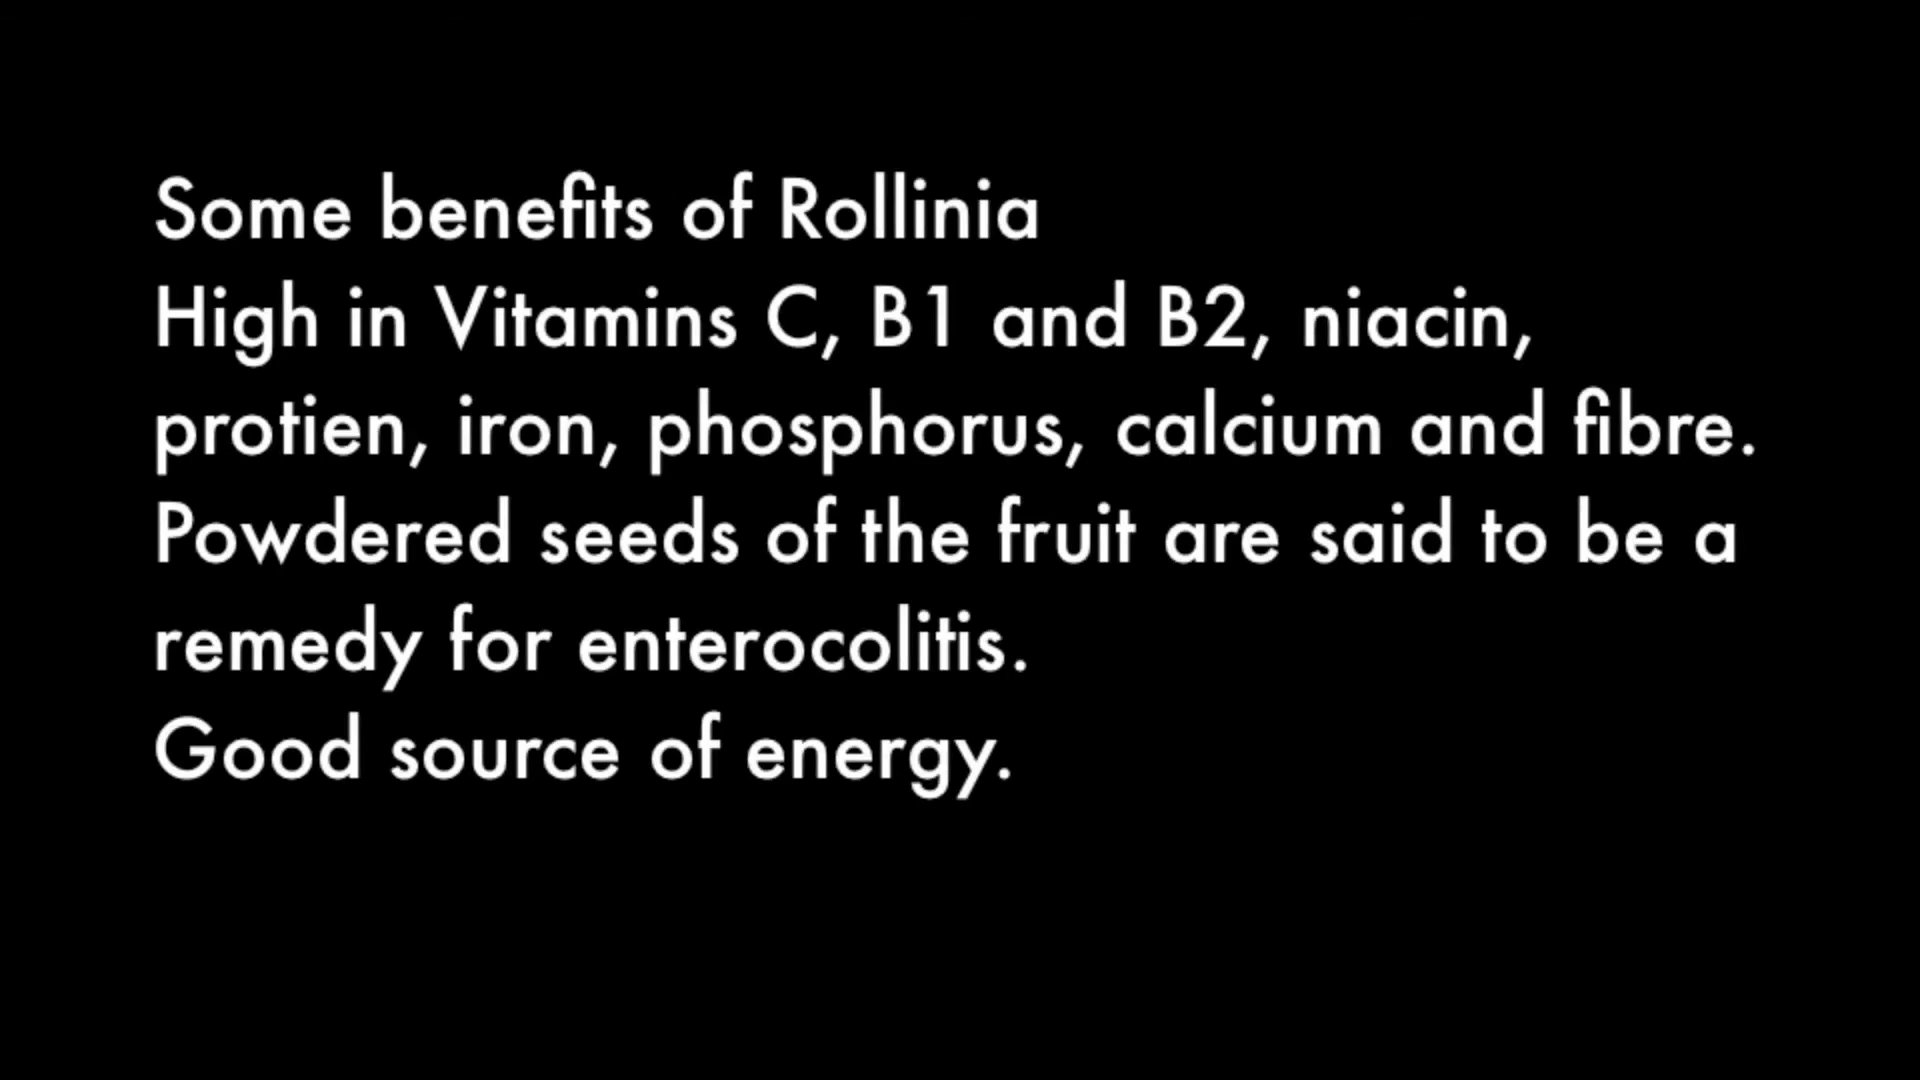 Some benefits of Rollinia
High in Vitamins C, B1 and B2, niacin,
protien, iron, phosphorus, calcium and fibre.
Powdered seeds of the fruit are said to be a
remedy for enterocolitis.
Good source of energy.